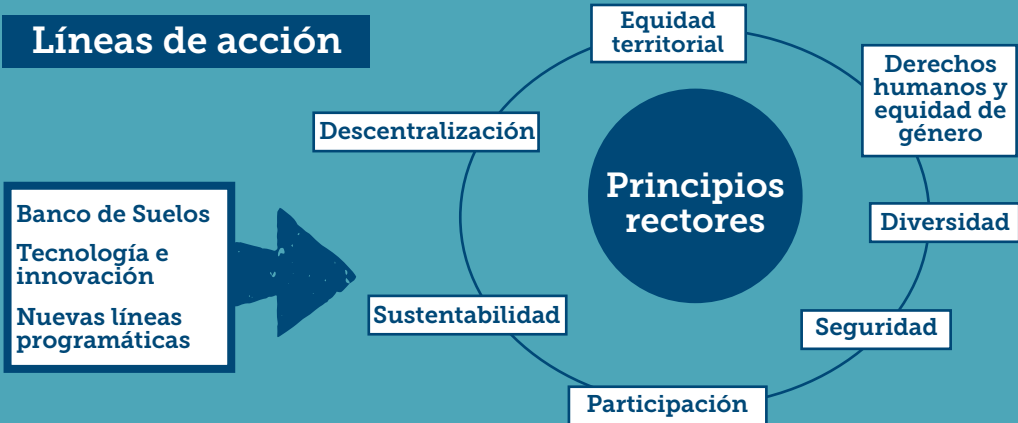 Líneas de acción
Banco de Suelos
Tecnología e
innovación
Nuevas líneas
programáticas
Principios
rectores
Equidad
territorial
Derechos
humanos y
equidad de
género
Diversidad
Seguridad
Participación
Sustentabilidad
Descentralización